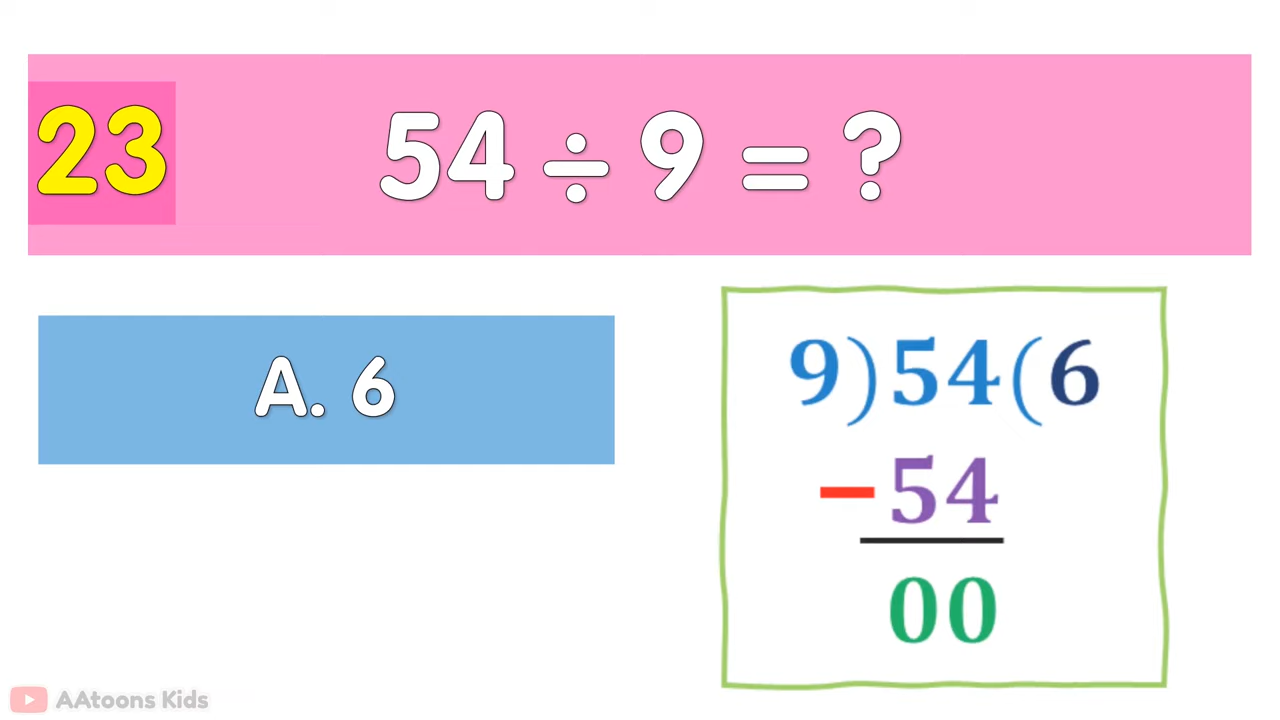 23
54 ÷ 9 = ?
A. 6
9)54(6
−54
00
AAtoons Kids